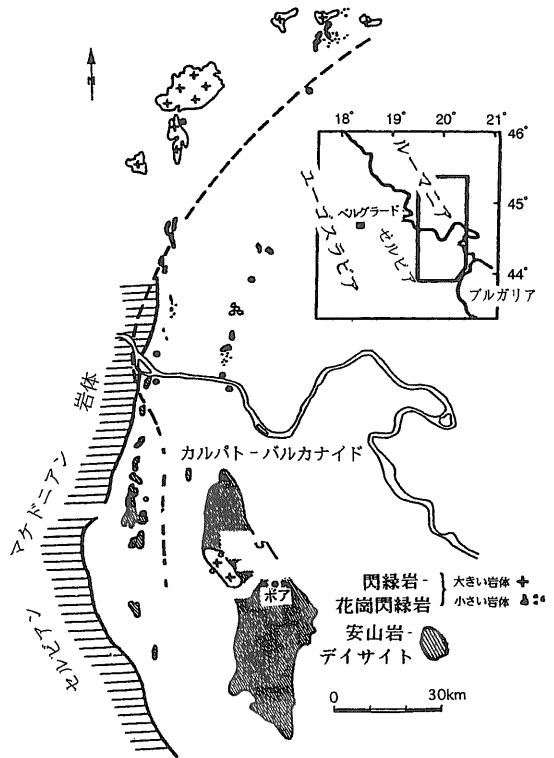 N
18° 19° 20° 21°
46°
45°
44°
ルーマニア
ユーゴスラビア
ベルグラード
セルビア
ブルガリア
岩体
マケドニアン
セルビアン
カルパト-バルカナイド
ボア
閃緑岩-
花崗閃緑岩
大きい岩体
小さい岩体
安山岩-
デイサイト
0 30km